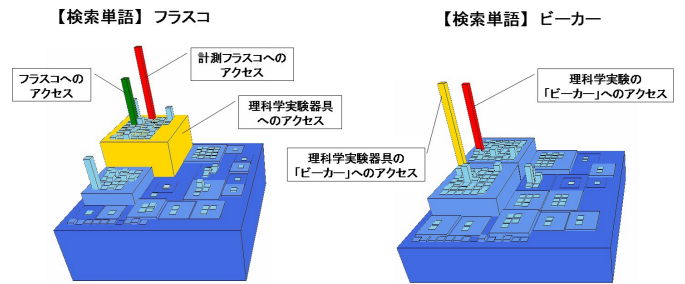 【検索単語】フラスコ
計測フラスコへの
アクセス
フラスコへの
アクセス
理科学実験器具
へのアクセス
【検索単語】ビーカー
理科学実験の
「ビーカー」へのアクセス
理科学実験器具の
「ビーカー」へのアクセス